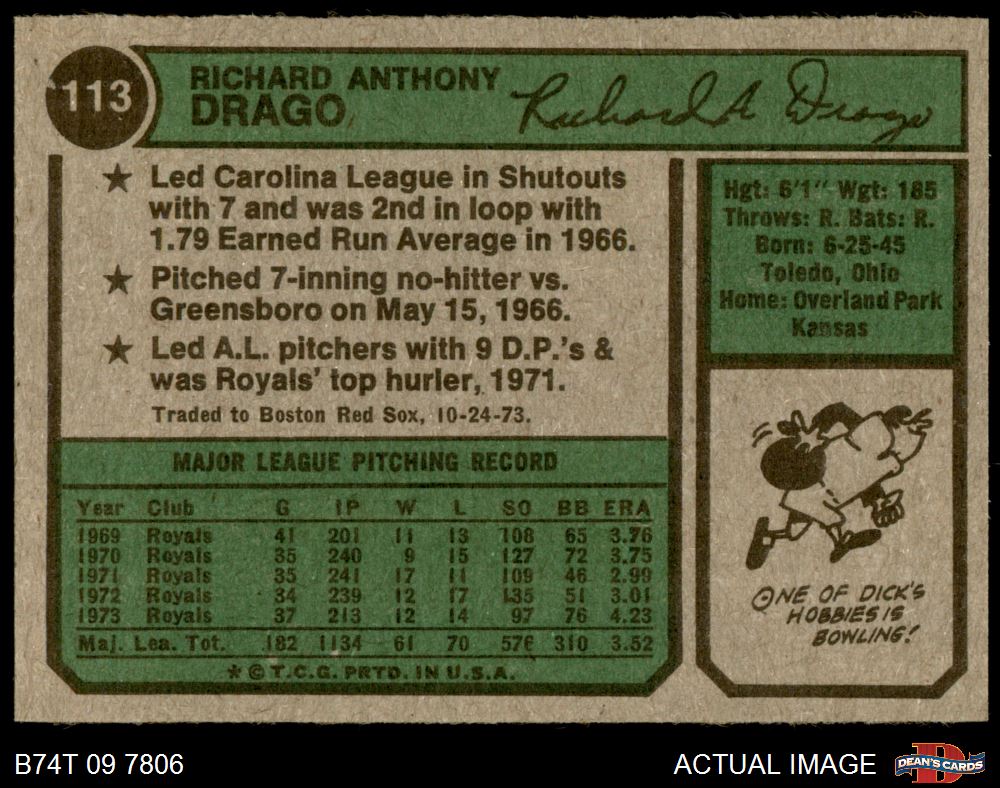 113
RICHARD ANTHONY
DRAGO
Richard A Drago
★ Led Carolina League in Shutouts
with 7 and was 2nd in loop with
1.79 Earned Run Average in 1966.
★ Pitched 7-inning no-hitter vs.
Greensboro on May 15, 1966.
★ Led A.L. pitchers with 9 D.P.'s &
was Royals' top hurler, 1971.
Traded to Boston Red Sox, 10-24-73.
Hgt: 6'1" Wgt: 185
Throws: R. Bats: R.
Born: 6-25-45
Toledo, Ohio
Home: Overland Park
Kansas
MAJOR LEAGUE PITCHING RECORD
Year Club G IP W L SO BB ERA
1969 Royals 41 201 11 13 108 65 3.76
1970 Royals 35 240 9 15 127 72 3.75
1971 Royals 35 241 17 11 109 46 2.99
1972 Royals 34 239 12 17 135 51 3.01
1973 Royals 37 213 12 14 97 76 4.23
Maj. Lea. Tot. 182 1134 61 70 576 310 3.52
★ © T.C.G. PRTD. IN U.S.A.
ONE OF DICK'S
HOBBIES IS
BOWLING!
B74T 09 7806
ACTUAL IMAGE
DEAN'S CARDS